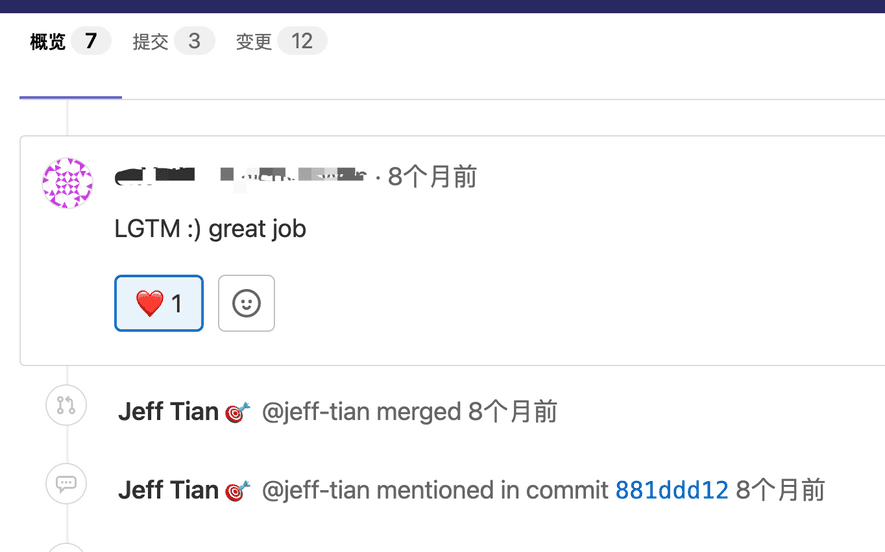 概览 7 提交 3 变更 12
· 8个月前
LGTM :) great job
❤️ 1
Jeff Tian 🎯 @jeff-tian merged 8个月前
Jeff Tian 🎯 @jeff-tian mentioned in commit 881ddd12 8个月前